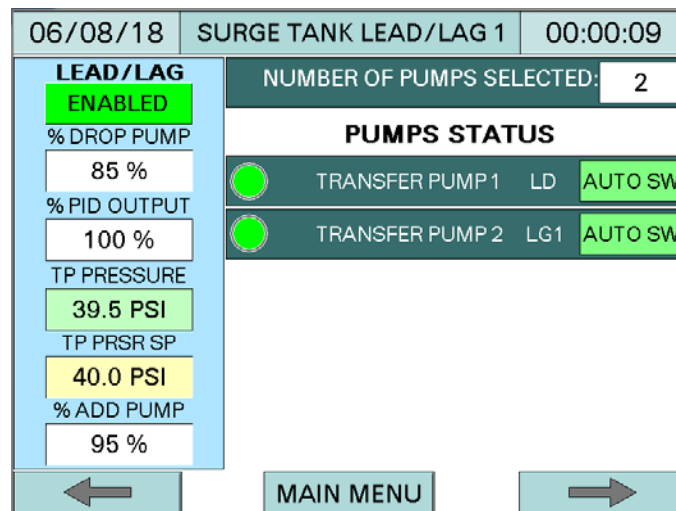 06/08/18 SURGE TANK LEAD/LAG 1 00:00:09
LEAD/LAG
ENABLED
% DROP PUMP
85 %
% PID OUTPUT
100 %
TP PRESSURE
39.5 PSI
TP PRSR SP
40.0 PSI
% ADD PUMP
95 %
NUMBER OF PUMPS SELECTED: 2
PUMPS STATUS
TRANSFER PUMP 1 LD AUTO SW
TRANSFER PUMP 2 LG1 AUTO SW
MAIN MENU